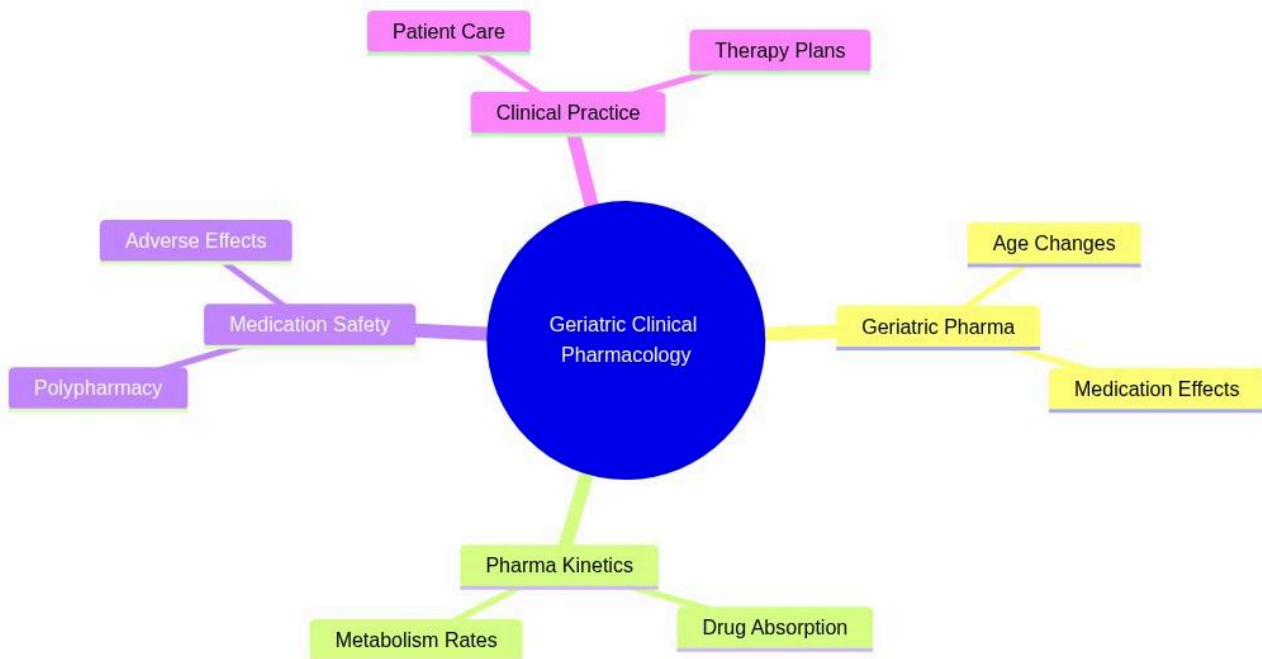 Patient Care
Therapy Plans
Clinical Practice
Adverse Effects
Age Changes
Medication Safety
Geriatric Clinical
Pharmacology
Geriatric Pharma
Polypharmacy
Medication Effects
Pharma Kinetics
Metabolism Rates
Drug Absorption